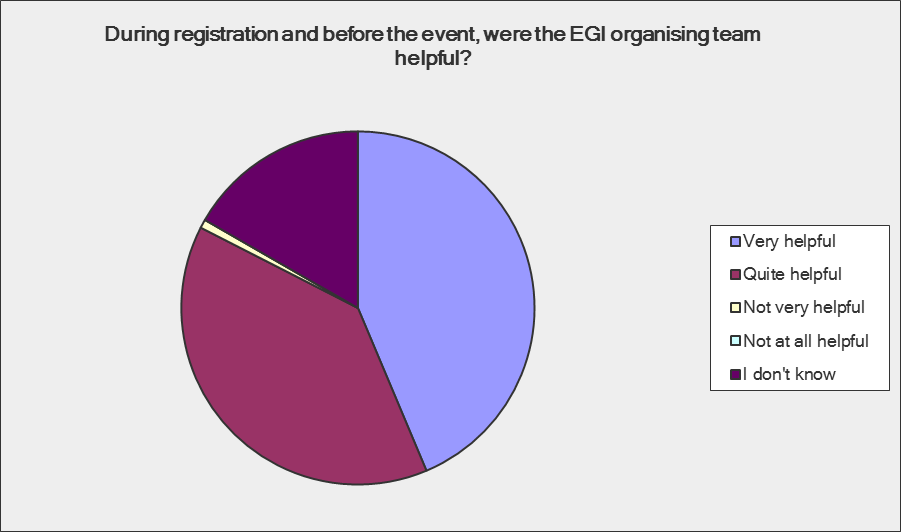 During registration and before the event, were the EGI organising team
helpful?
Very helpful
Quite helpful
Not very helpful
Not at all helpful
I don't know